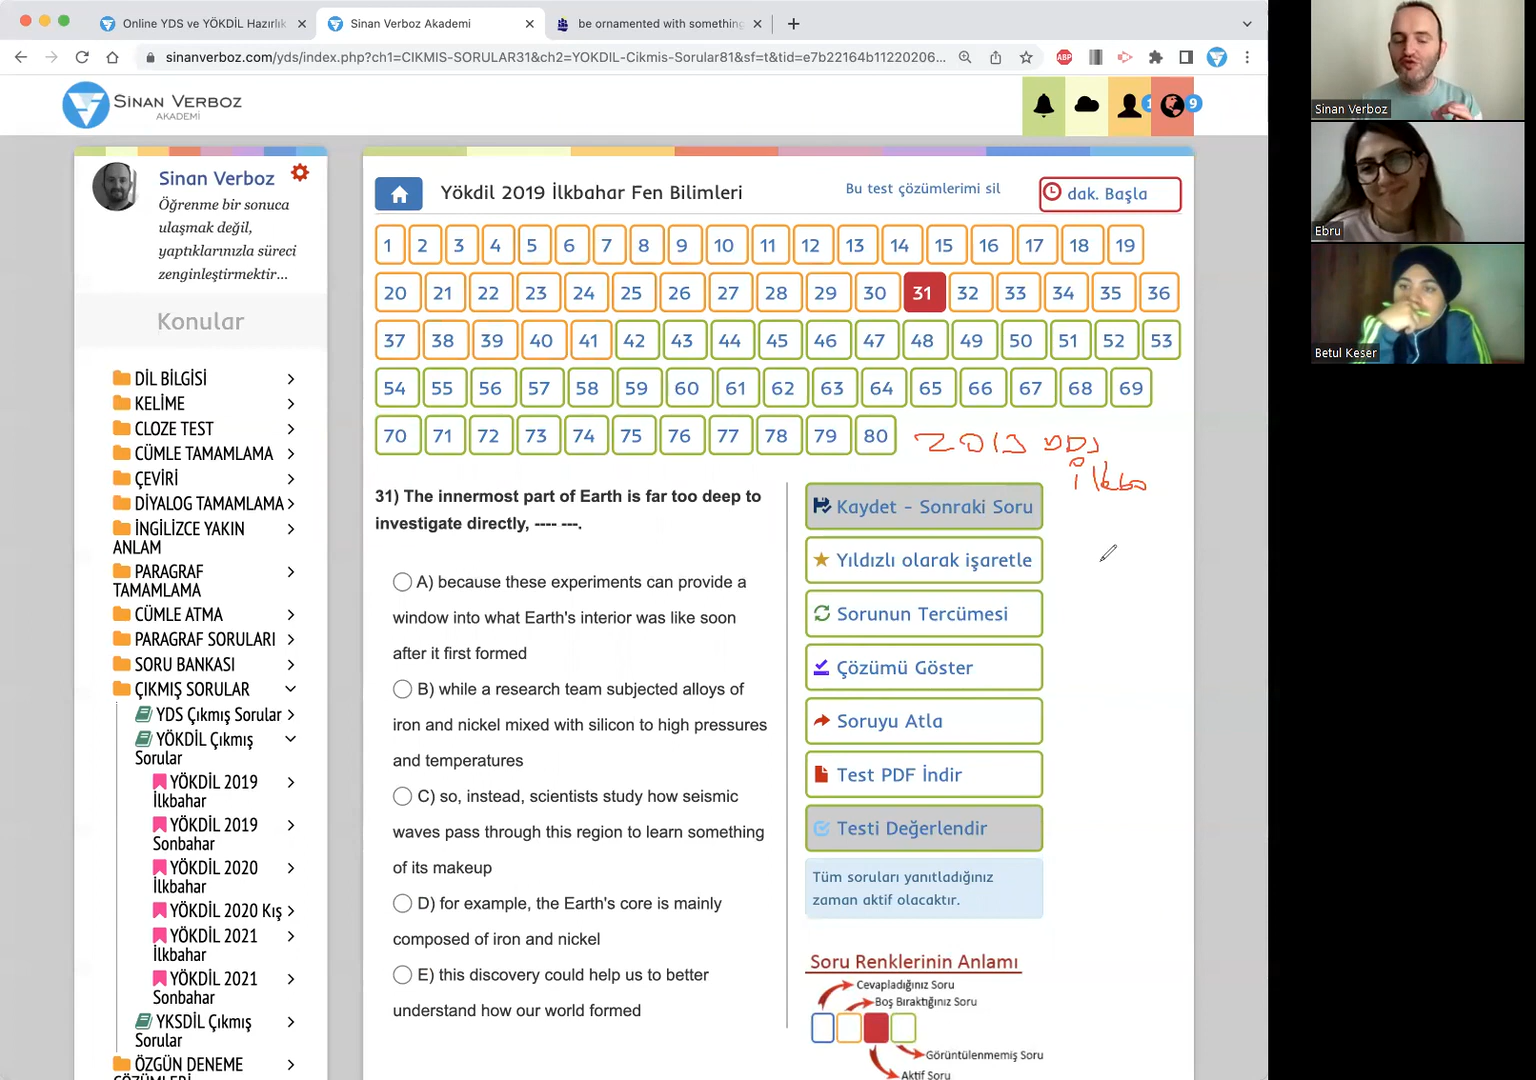 Online YDS ve YÖKDİL Hazırlık
Sinan Verboz Akademi
be ornamented with something
sinanverboz.com/yds/index.php?ch1=CIKMIS-SORULAR31&ch2=YOKDIL-Cikmis-Sorular81&sf=t&tid=e7b22164b11220206...
ABP
SİNAN VERBOZ
AKADEMİ
1
9
Sinan Verboz
Öğrenme bir sonuca
ulaşmak değil,
yaptıklarınızla süreci
zenginleştirmektir...
Konular
DİL BİLGİSİ
KELİME
CLOZE TEST
CÜMLE TAMAMLAMA
ÇEVİRİ
DİYALOG TAMAMLAMA
İNGİLİZCE YAKIN
ANLAM
PARAGRAF
TAMAMLAMA
CÜMLE ATMA
PARAGRAF SORULARI
SORU BANKASI
ÇIKMIŞ SORULAR
YDS Çıkmış Sorular
YÖKDİL Çıkmış
Sorular
YÖKDİL 2019
İlkbahar
YÖKDİL 2019
Sonbahar
YÖKDİL 2020
İlkbahar
YÖKDİL 2020 Kış
YÖKDİL 2021
İlkbahar
YÖKDİL 2021
Sonbahar
YKSDİL Çıkmış
Sorular
ÖZGÜN DENEME
ÇÖZÜMLERİ
Yökdil 2019 İlkbahar Fen Bilimleri
Bu test çözümlerimi sil
dak. Başla
1 2 3 4 5 6 7 8 9 10 11 12 13 14 15 16 17 18 19
20 21 22 23 24 25 26 27 28 29 30 31 32 33 34 35 36
37 38 39 40 41 42 43 44 45 46 47 48 49 50 51 52 53
54 55 56 57 58 59 60 61 62 63 64 65 66 67 68 69
70 71 72 73 74 75 76 77 78 79 80
2013
ilkba
31) The innermost part of Earth is far too deep to
investigate directly, ---- ---.
A) because these experiments can provide a
window into what Earth's interior was like soon
after it first formed
B) while a research team subjected alloys of
iron and nickel mixed with silicon to high pressures
and temperatures
C) so, instead, scientists study how seismic
waves pass through this region to learn something
of its makeup
D) for example, the Earth's core is mainly
composed of iron and nickel
E) this discovery could help us to better
understand how our world formed
Kaydet - Sonraki Soru
Yıldızlı olarak işaretle
Sorunun Tercümesi
Çözümü Göster
Soruyu Atla
Test PDF İndir
Testi Değerlendir
Tüm soruları yanıtladığınız
zaman aktif olacaktır.
Soru Renklerinin Anlamı
Cevapladığınız Soru
Boş Bıraktığınız Soru
Görüntülenmemiş Soru
Aktif Soru
Sinan Verboz
Ebru
Betul Keser